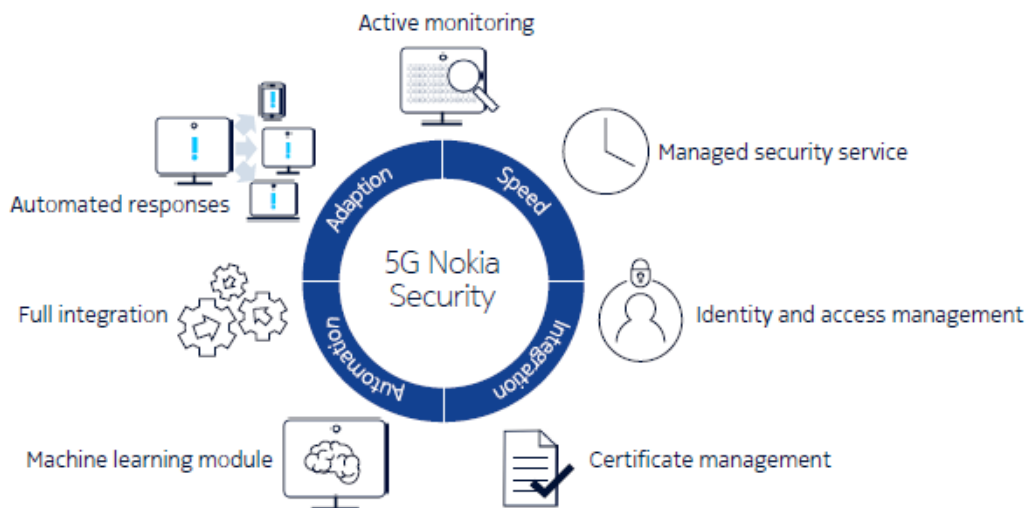 Active monitoring
Managed security service
Automated responses
Adaption
Speed
5G Nokia
Security
Full integration
Identity and access management
Automation
Integration
Machine learning module
Certificate management